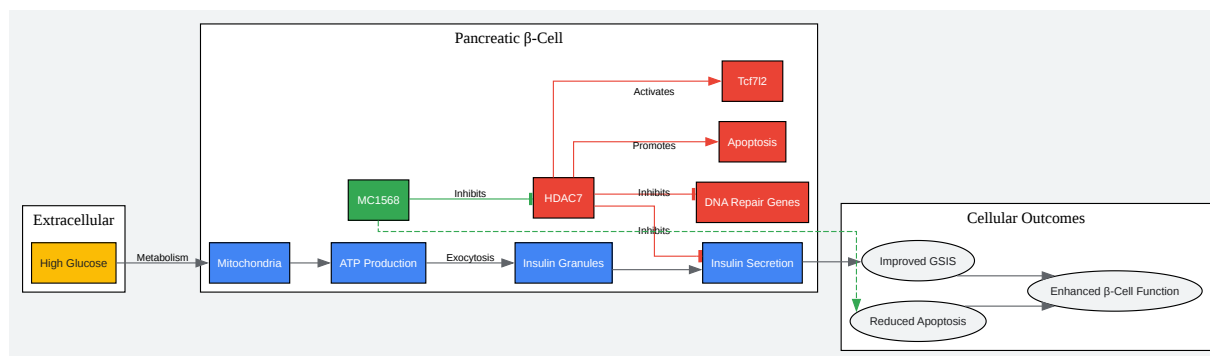 Pancreatic β-Cell
Tcf7l2
Activates
Apoptosis
Promotes
MC1568
Inhibits
HDAC7
Inhibits
DNA Repair Genes
Inhibits
Extracellular
High Glucose
Metabolism
Mitochondria
ATP Production
Exocytosis
Insulin Granules
Insulin Secretion
Cellular Outcomes
Improved GSIS
Enhanced β-Cell Function
Reduced Apoptosis